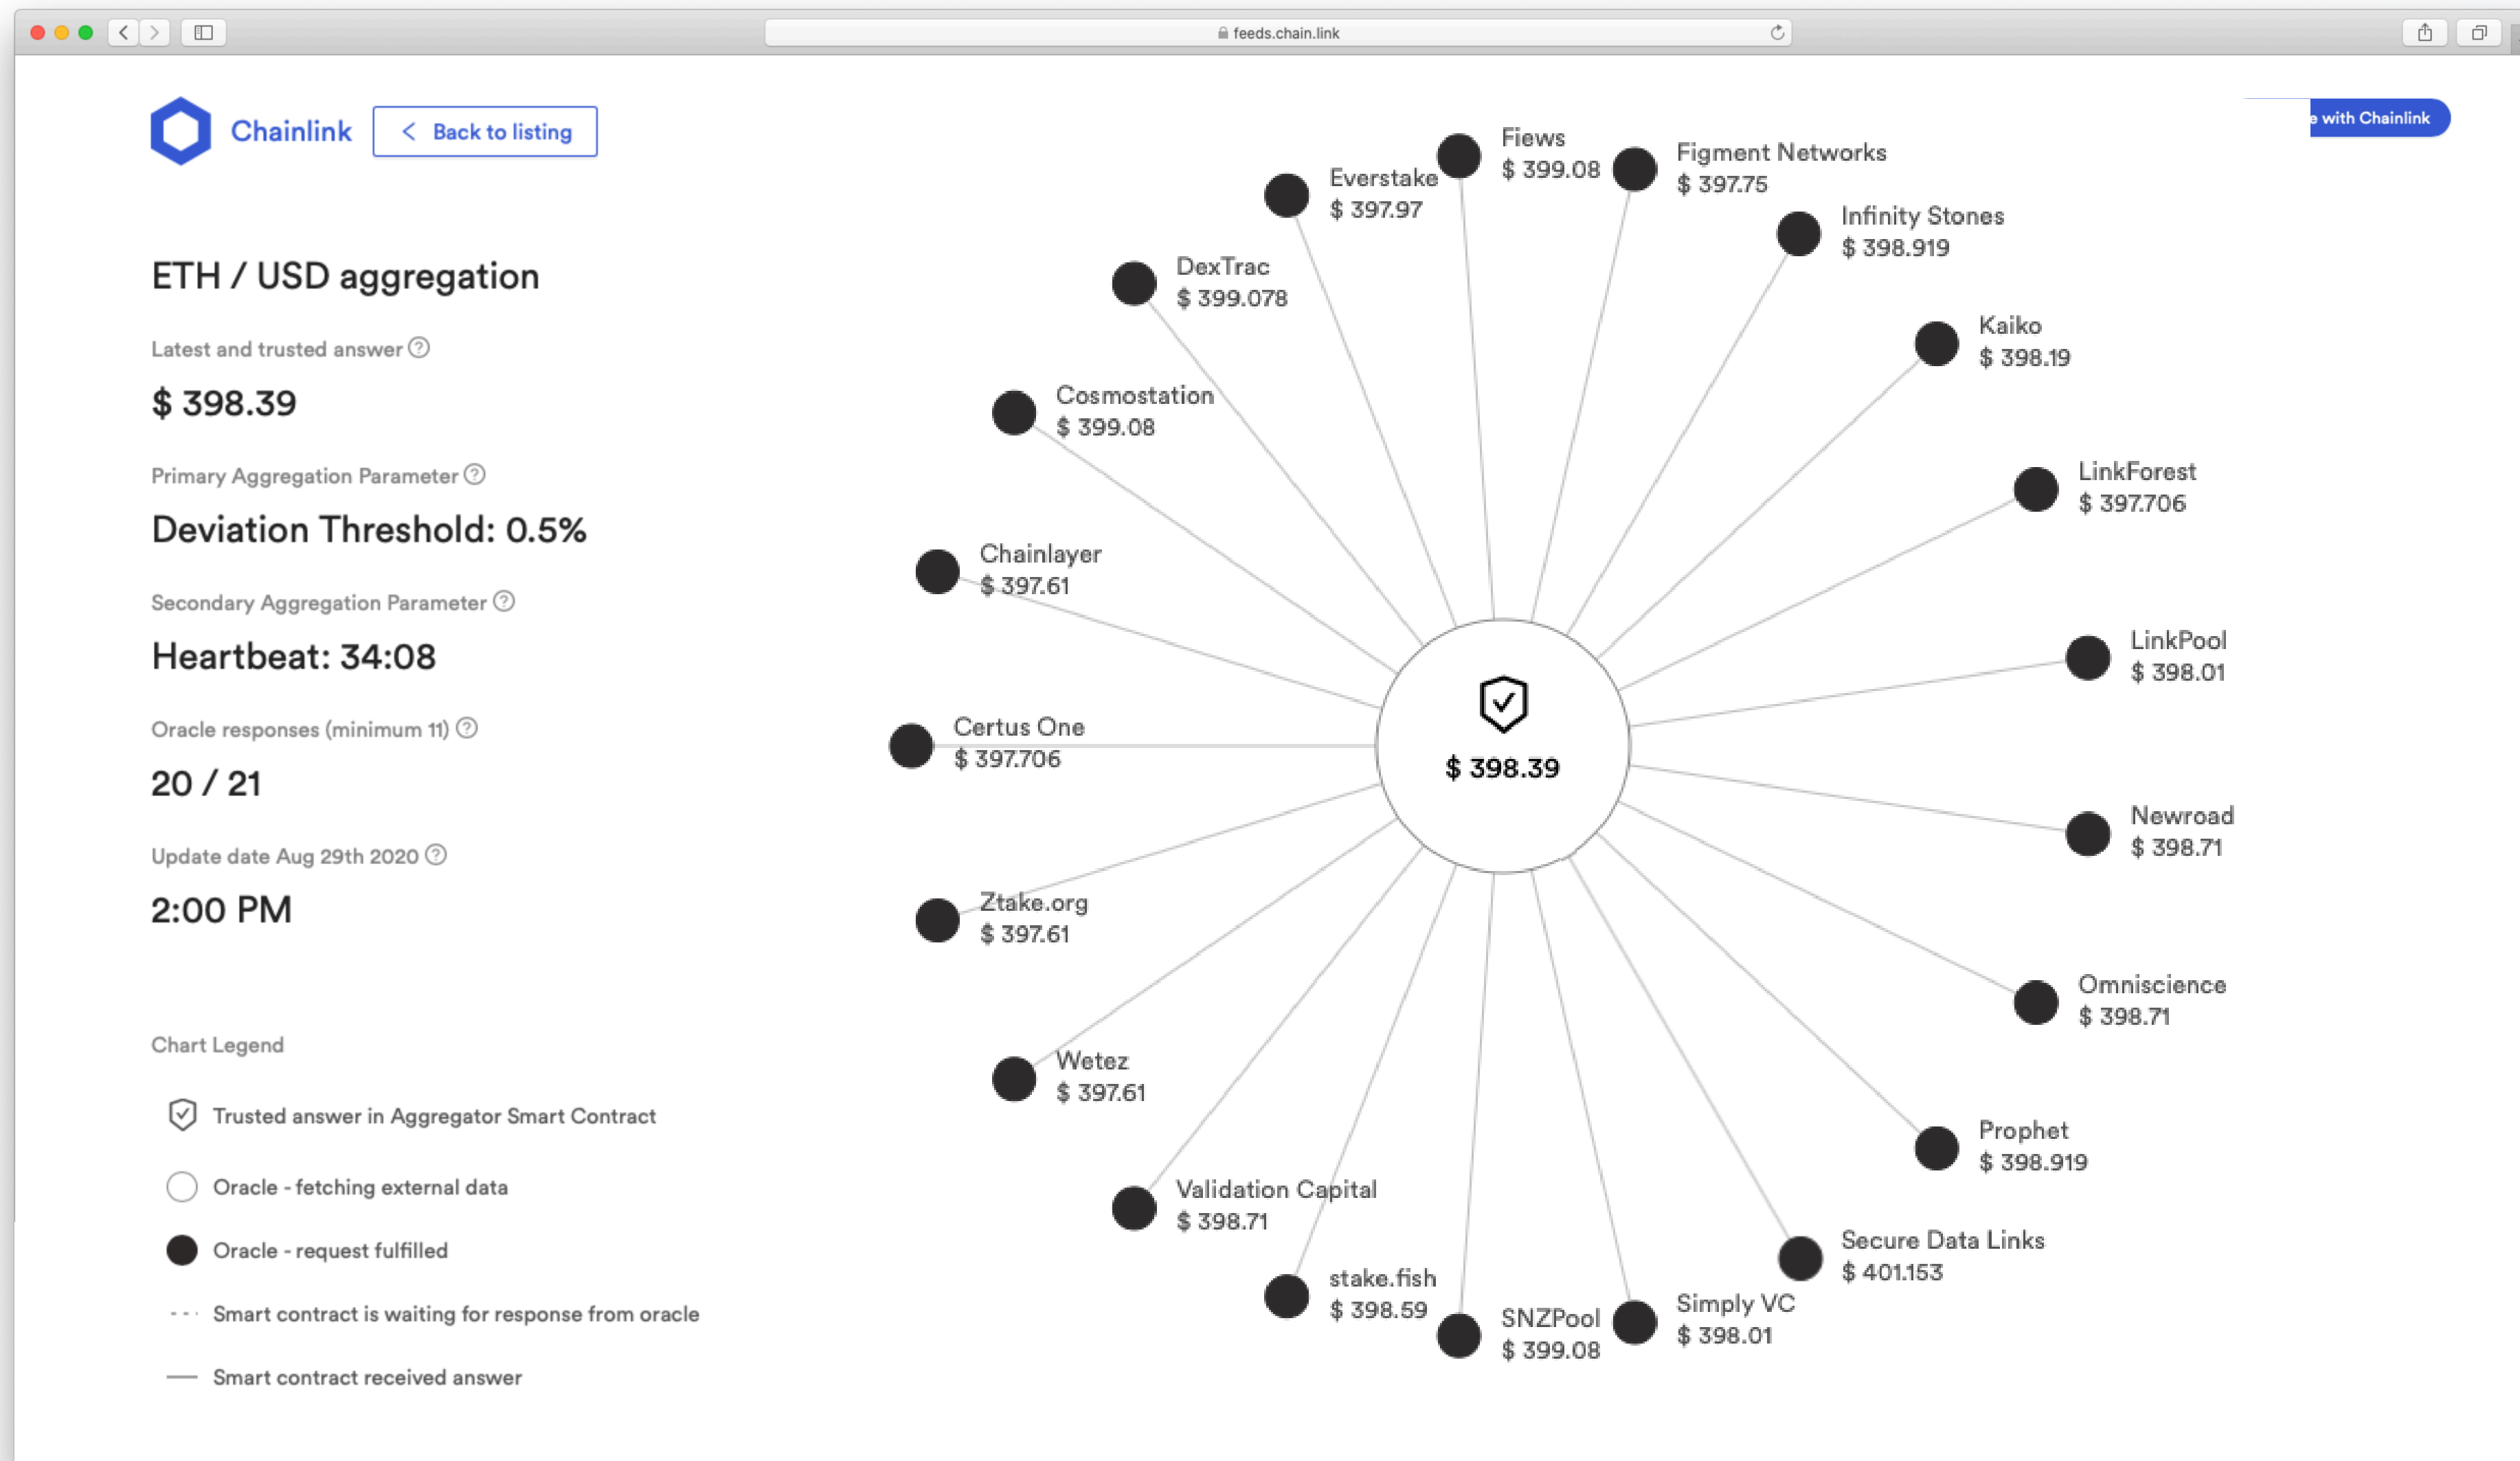 feeds.chain.link
Chainlink
Back to listing
e with Chainlink
ETH / USD aggregation
Latest and trusted answer
$ 398.39
Primary Aggregation Parameter
Deviation Threshold: 0.5%
Secondary Aggregation Parameter
Heartbeat: 34:08
Oracle responses (minimum 11)
20 / 21
Update date Aug 29th 2020
2:00 PM
Chart Legend
Trusted answer in Aggregator Smart Contract
Oracle - fetching external data
Oracle - request fulfilled
Smart contract is waiting for response from oracle
Smart contract received answer
Fiews
$ 399.08
Figment Networks
$ 397.75
Infinity Stones
$ 398.919
Kaiko
$ 398.19
LinkForest
$ 397.706
LinkPool
$ 398.01
Newroad
$ 398.71
Omniscience
$ 398.71
Prophet
$ 398.919
Secure Data Links
$ 401.153
Simply VC
$ 398.01
SNZPool
$ 399.08
stake.fish
$ 398.59
Validation Capital
$ 398.71
Wetez
$ 397.61
Ztake.org
$ 397.61
Certus One
$ 397.706
Chainlayer
$ 397.61
Cosmostation
$ 399.08
DexTrac
$ 399.078
Everstake
$ 397.97
$ 398.39